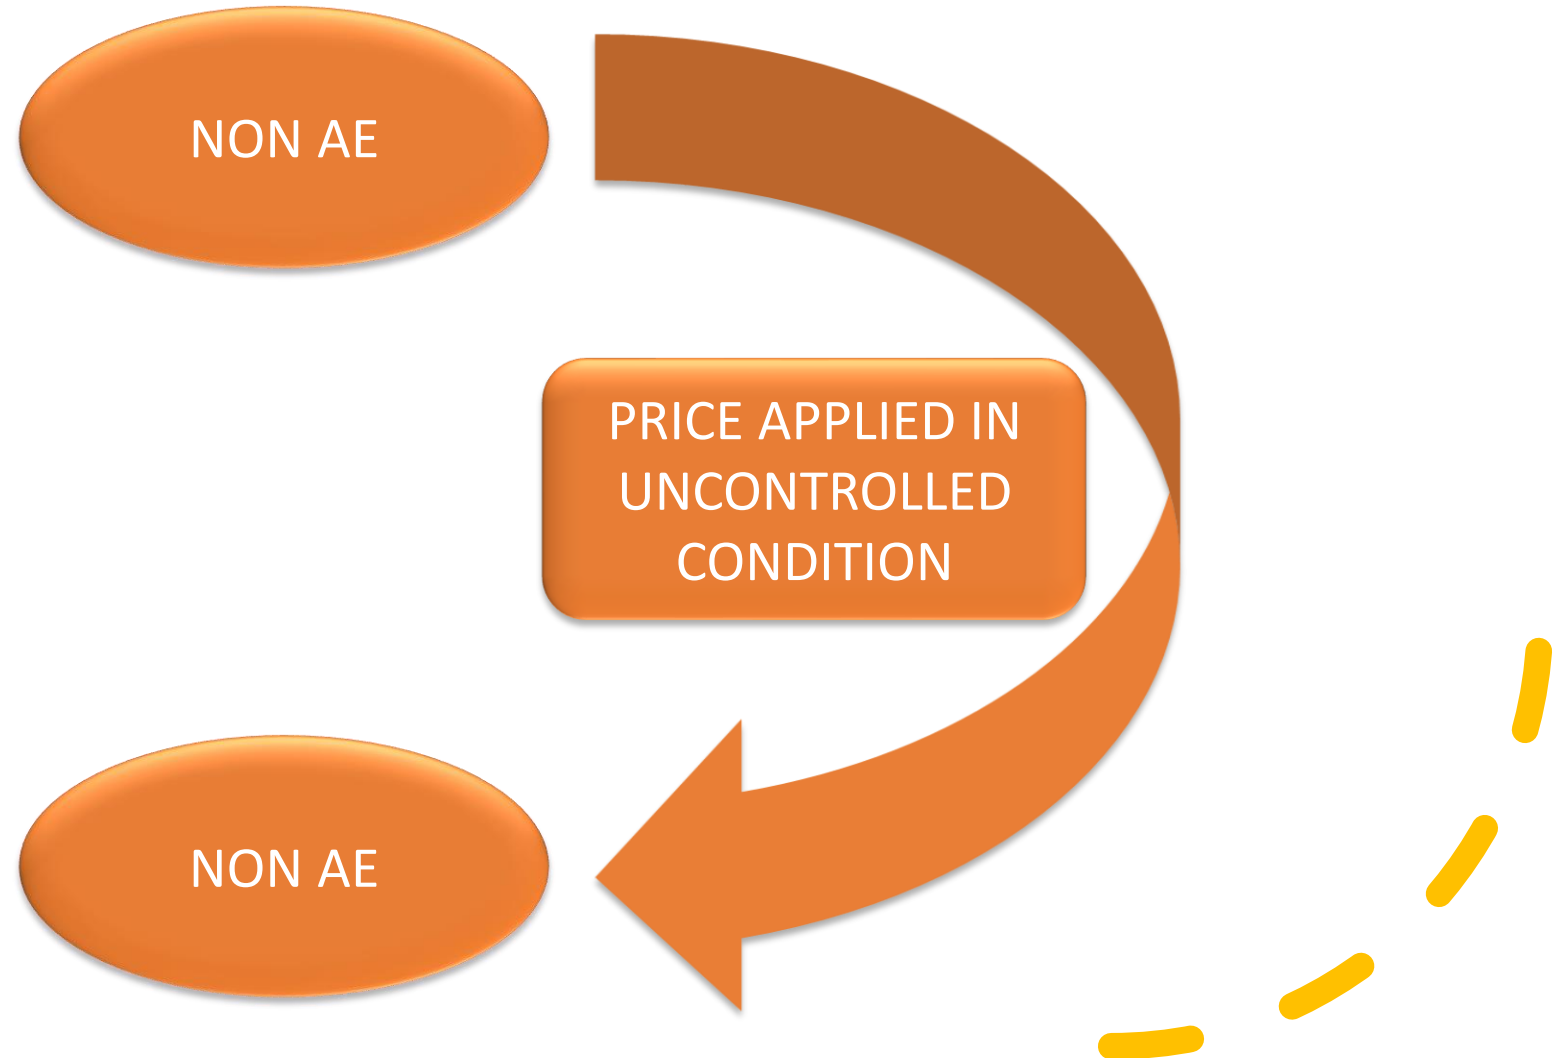 NON AE
PRICE APPLIED IN
UNCONTROLLED
CONDITION
NON AE